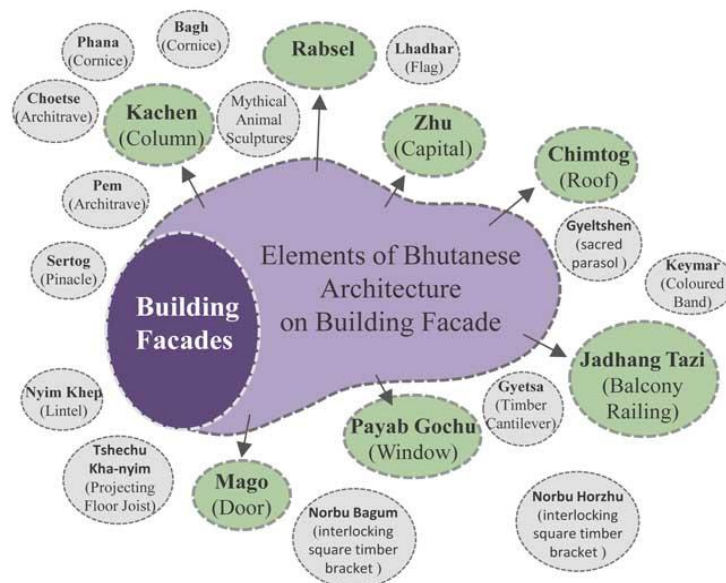 Bagh
(Cornice)
Phana
(Cornice)
Rabsel
Lhadhar
(Flag)
Choetse
(Architrave)
Kachen
(Column)
Mythical
Animal
Sculptures
Zhu
(Capital)
Chimtog
(Roof)
Pem
(Architrave)
Gyeltshen
(sacred
parasol )
Sertog
(Pinacle)
Keymar
(Coloured
Band)
Elements of Bhutanese
Architecture
on Building Facade
Building
Facades
Jadhang Tazi
(Balcony
Railing)
Nyim Khep
(Lintel)
Gyetsa
(Timber
Cantilever)
Payab Gochu
(Window)
Tshechu
Kha-nyim
(Projecting
Floor Joist)
Mago
(Door)
Norbu Bagum
(interlocking
square timber
bracket )
Norbu Horzhu
(interlocking
square timber
bracket )